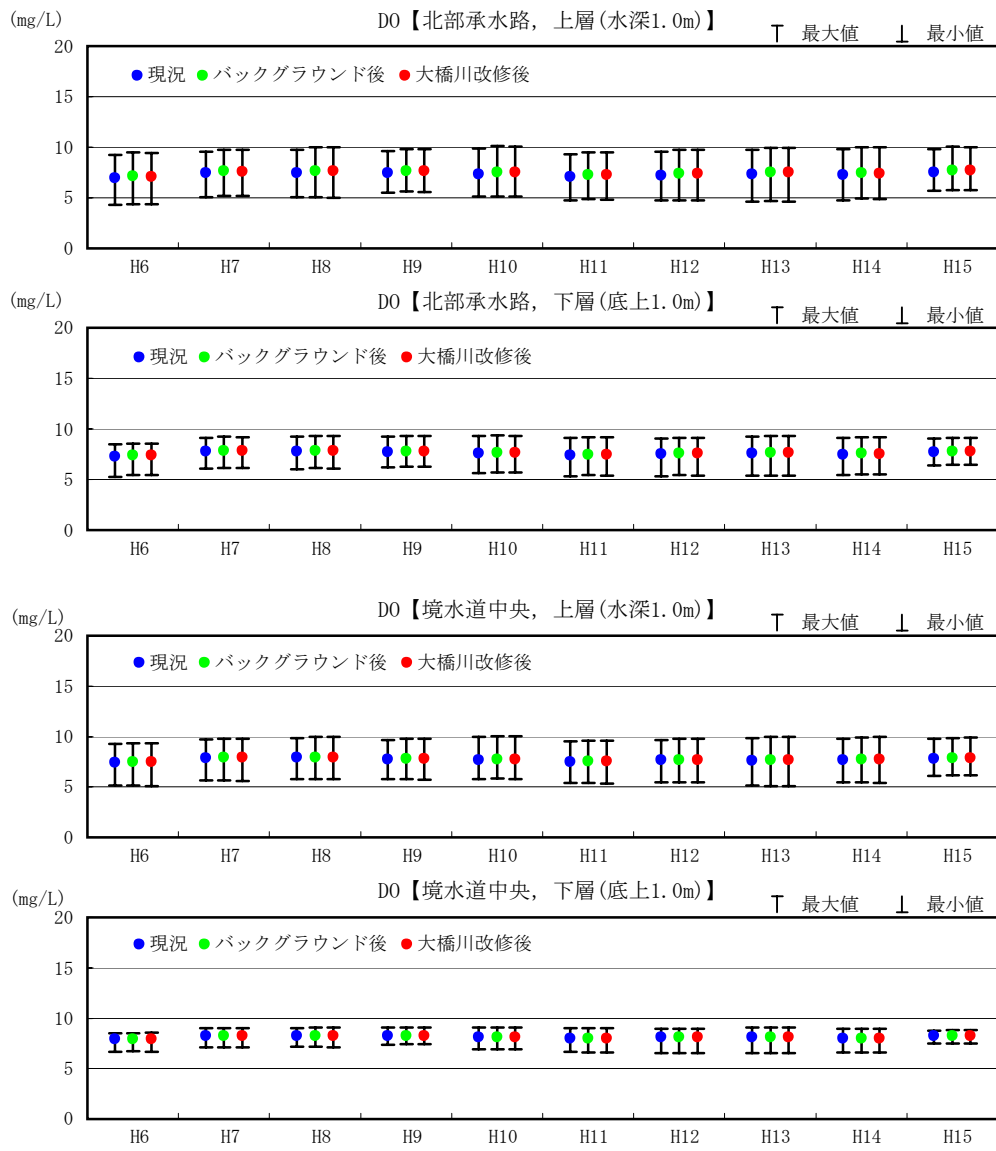 (mg/L) DO【北部承水路, 上層(水深1.0m)】 最大値 最小値
20
●現況 ●バックグラウンド後 ●大橋川改修後
15
10
5
0
H6 H7 H8 H9 H10 H11 H12 H13 H14 H15
(mg/L) DO【北部承水路, 下層(底上1.0m)】 最大値 最小値
20
●現況 ●バックグラウンド後 ●大橋川改修後
15
10
5
0
H6 H7 H8 H9 H10 H11 H12 H13 H14 H15
(mg/L) DO【境水道中央, 上層(水深1.0m)】 最大値 最小値
20
●現況 ●バックグラウンド後 ●大橋川改修後
15
10
5
0
H6 H7 H8 H9 H10 H11 H12 H13 H14 H15
(mg/L) DO【境水道中央, 下層(底上1.0m)】 最大値 最小値
20
●現況 ●バックグラウンド後 ●大橋川改修後
15
10
5
0
H6 H7 H8 H9 H10 H11 H12 H13 H14 H15